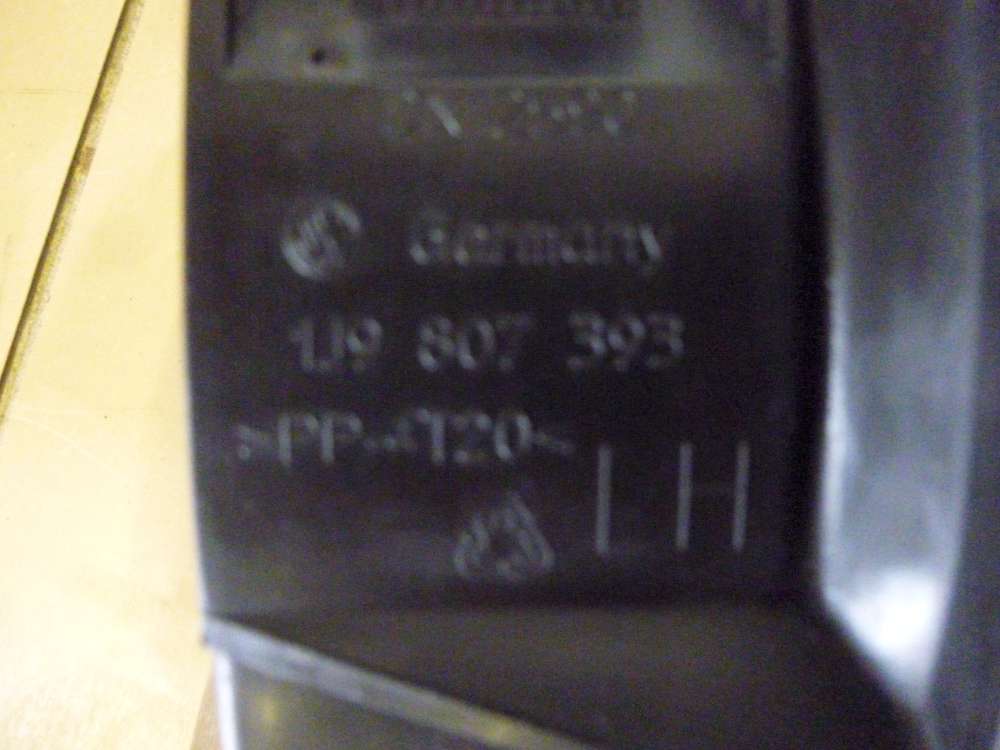 Germany
1J9 807 393
>PP-T20<
LH